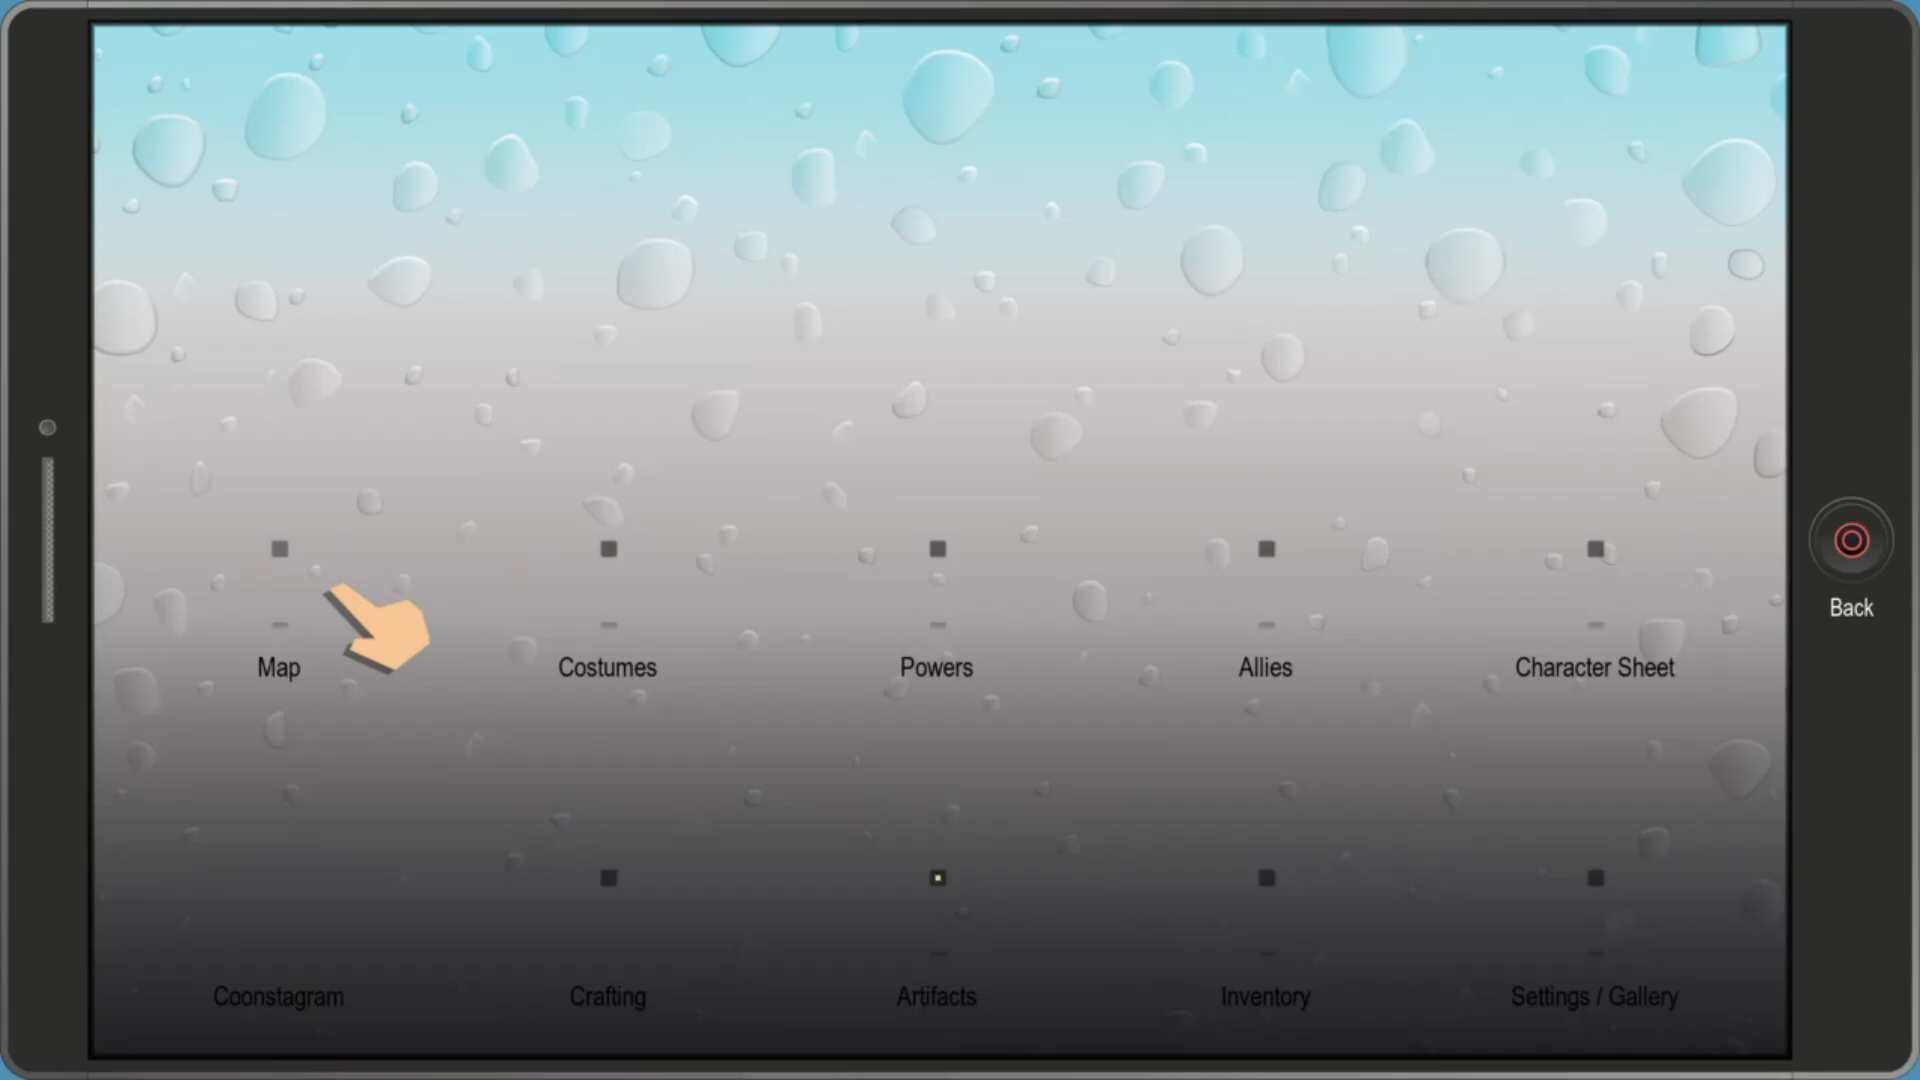 Map
Costumes
Powers
Allies
Character Sheet
Back
Coonstagram
Crafting
Artifacts
Inventory
Settings / Gallery